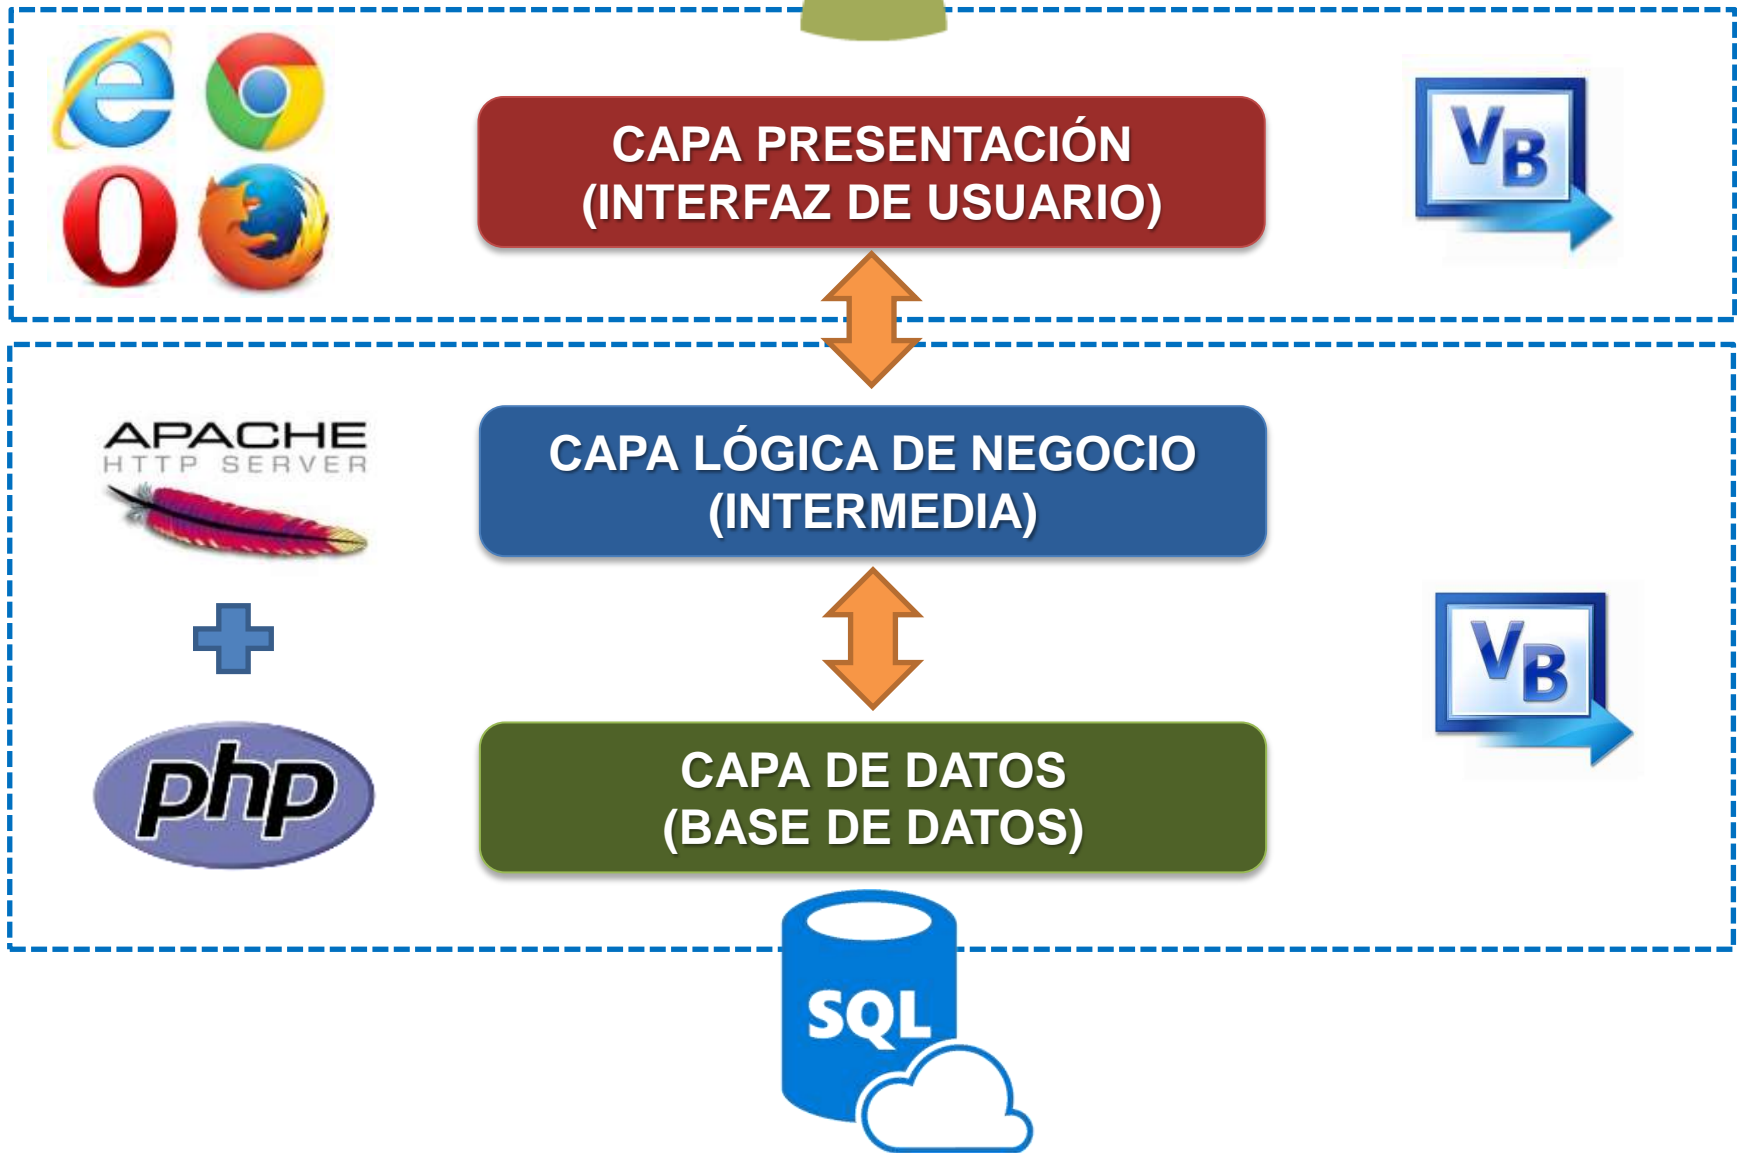 CAPA PRESENTACIÓN
(INTERFAZ DE USUARIO)
VB
APACHE
HTTP SERVER
CAPA LÓGICA DE NEGOCIO
(INTERMEDIA)
VB
php
CAPA DE DATOS
(BASE DE DATOS)
SQL